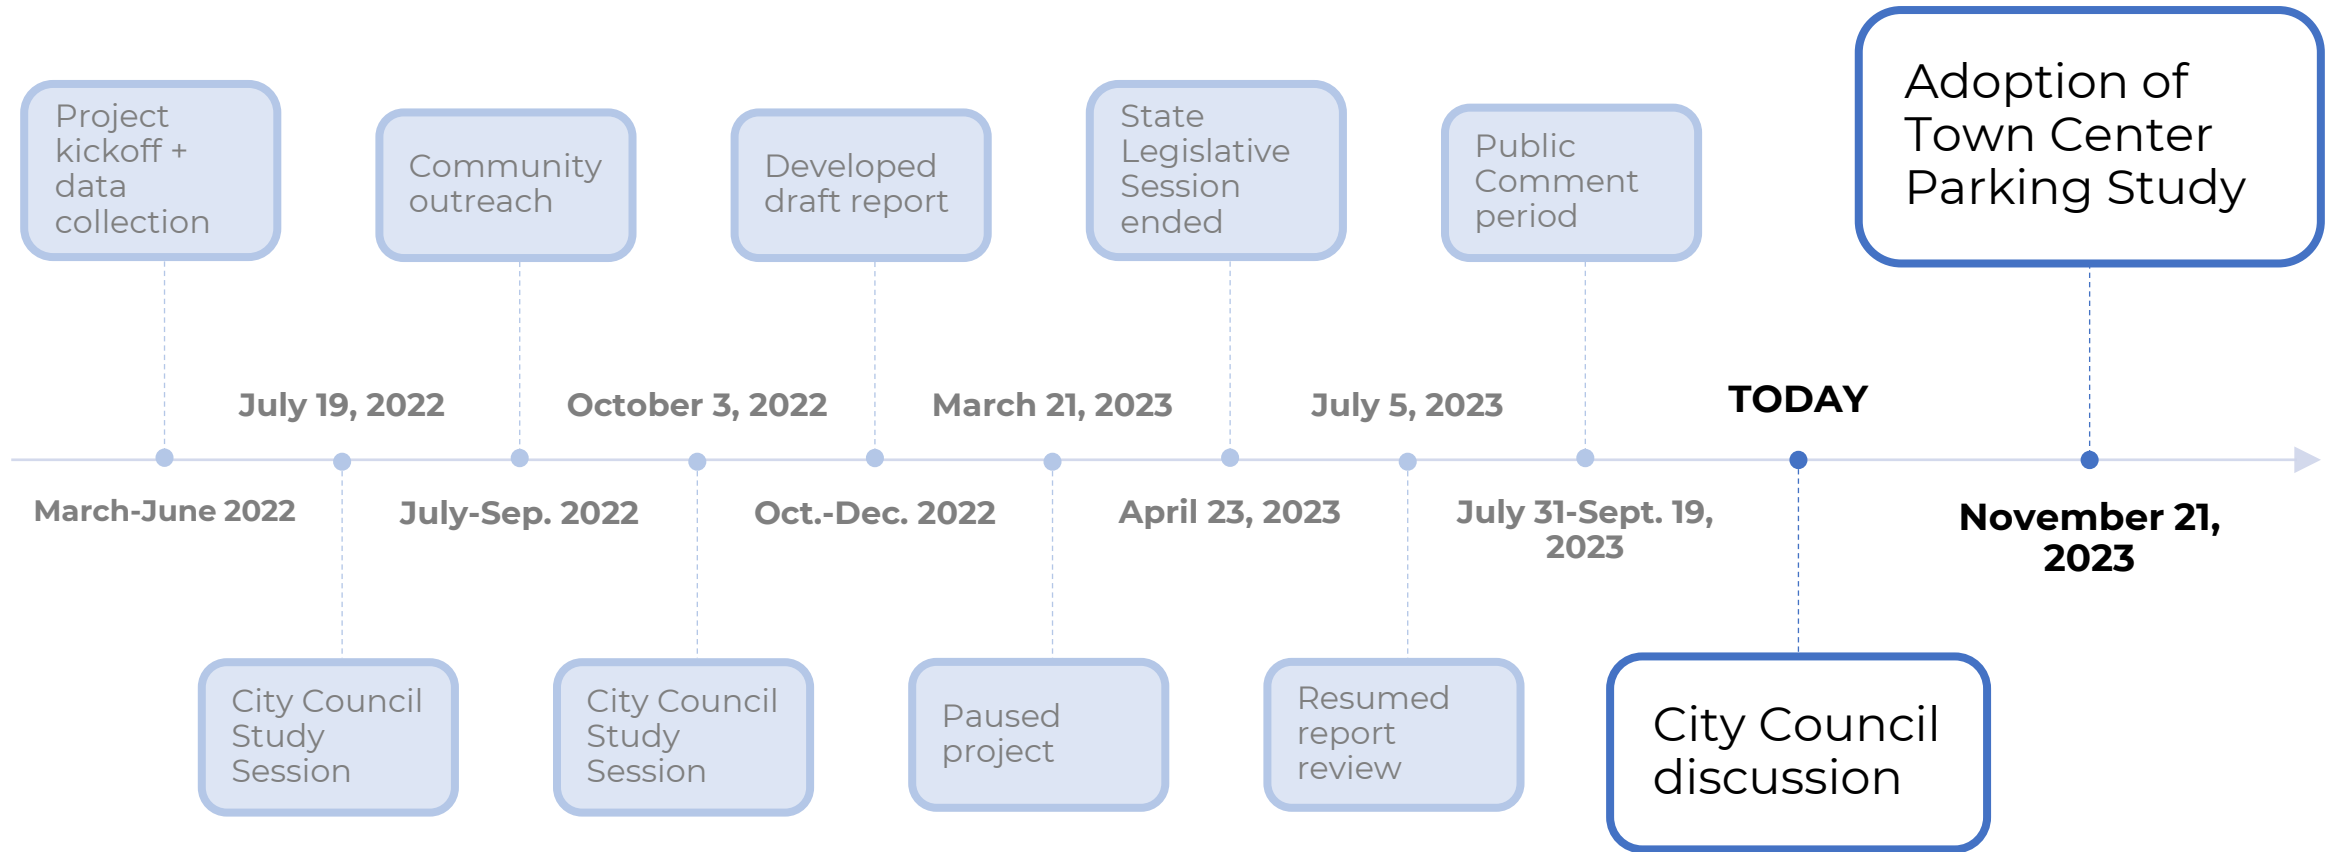 Project
kickoff +
data
collection
Community
outreach
Developed
draft report
State
Legislative
Session
ended
Public
Comment
period
Adoption of
Town Center
Parking Study
July 19, 2022
October 3, 2022
March 21, 2023
July 5, 2023
TODAY
March-June 2022
July-Sep. 2022
Oct.-Dec. 2022
April 23, 2023
July 31-Sept. 19,
2023
November 21,
2023
City Council
Study
Session
City Council
Study
Session
Paused
project
Resumed
report
review
City Council
discussion